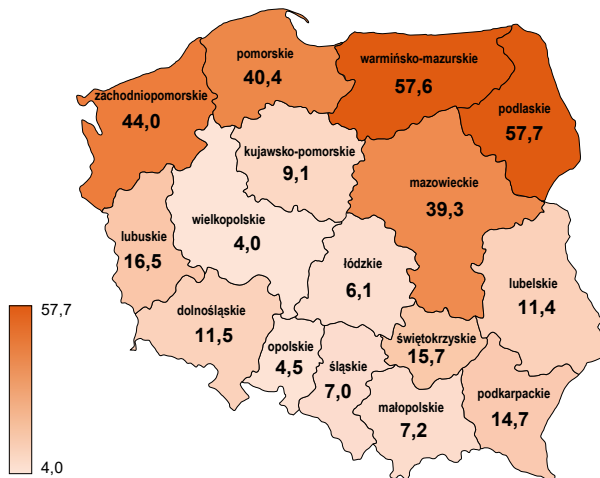 pomorskie
40,4
warmińsko-mazurskie
57,6
zachodniopomorskie
44,0
podlaskie
57,7
kujawsko-pomorskie
9,1
mazowieckie
39,3
wielkopolskie
4,0
lubuskie
16,5
łódzkie
6,1
lubelskie
11,4
dolnośląskie
11,5
opolskie
4,5
śląskie
7,0
świętokrzyskie
15,7
małopolskie
7,2
podkarpackie
14,7
57,7
4,0